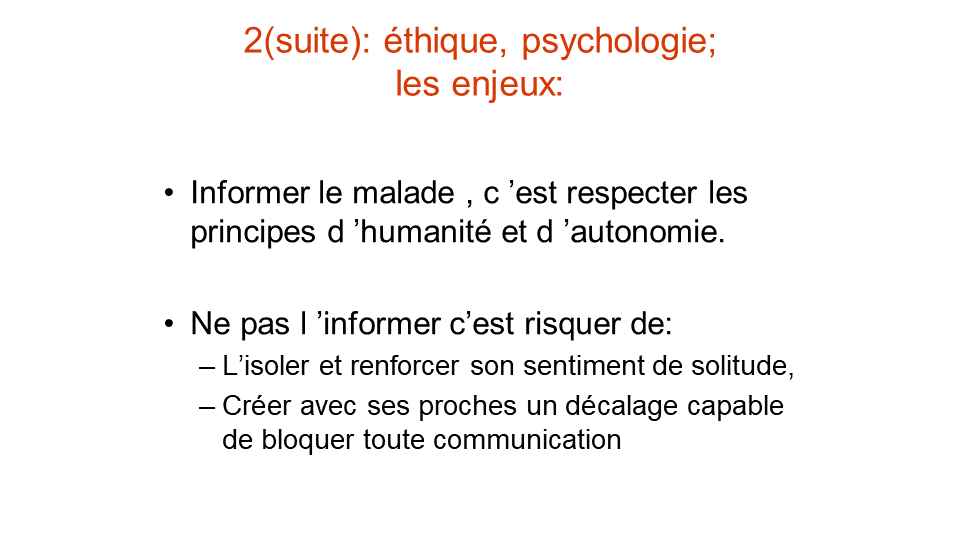 2(suite): éthique, psychologie;
les enjeux:
• Informer le malade , c ’est respecter les
principes d ’humanité et d ’autonomie.
• Ne pas l ’informer c’est risquer de:
– L’isoler et renforcer son sentiment de solitude,
– Créer avec ses proches un décalage capable
de bloquer toute communication